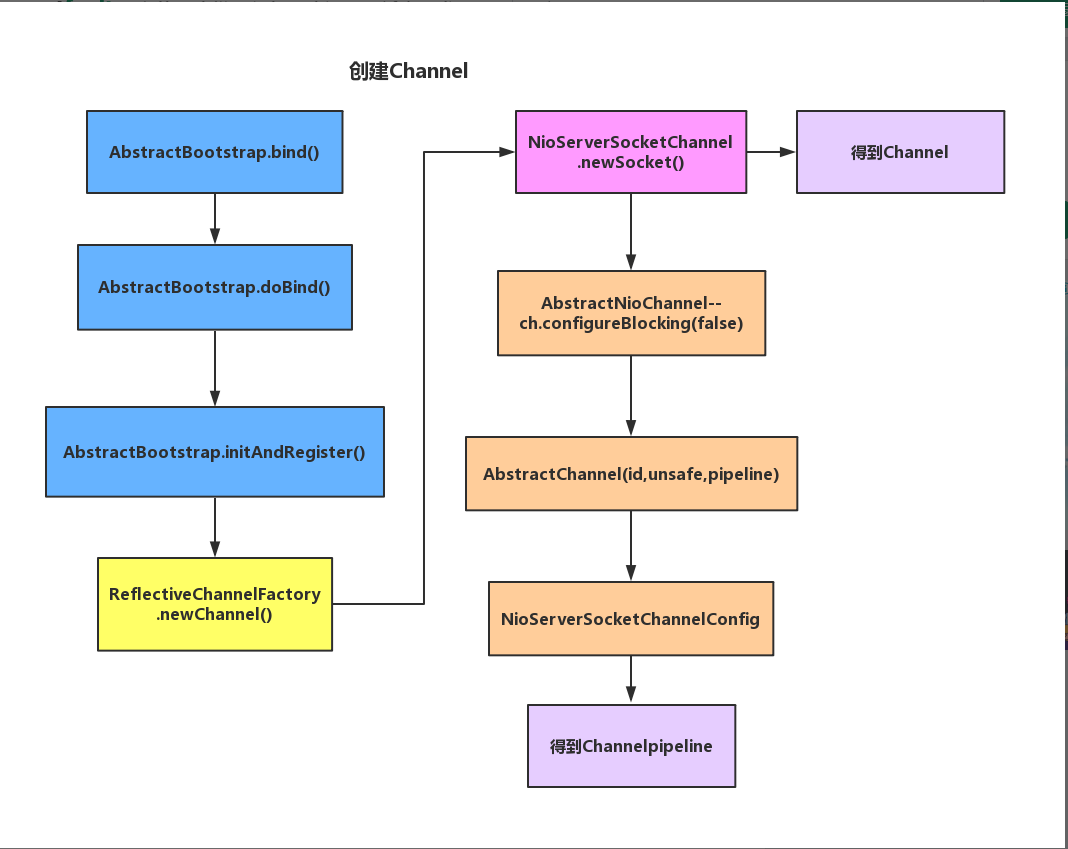 创建Channel
AbstractBootstrap.bind()
AbstractBootstrap.doBind()
AbstractBootstrap.initAndRegister()
ReflectiveChannelFactory
.newChannel()
NioServerSocketChannel
.newSocket()
得到Channel
AbstractNioChannel--
ch.configureBlocking(false)
AbstractChannel(id,unsafe,pipeline)
NioServerSocketChannelConfig
得到Channelpipeline